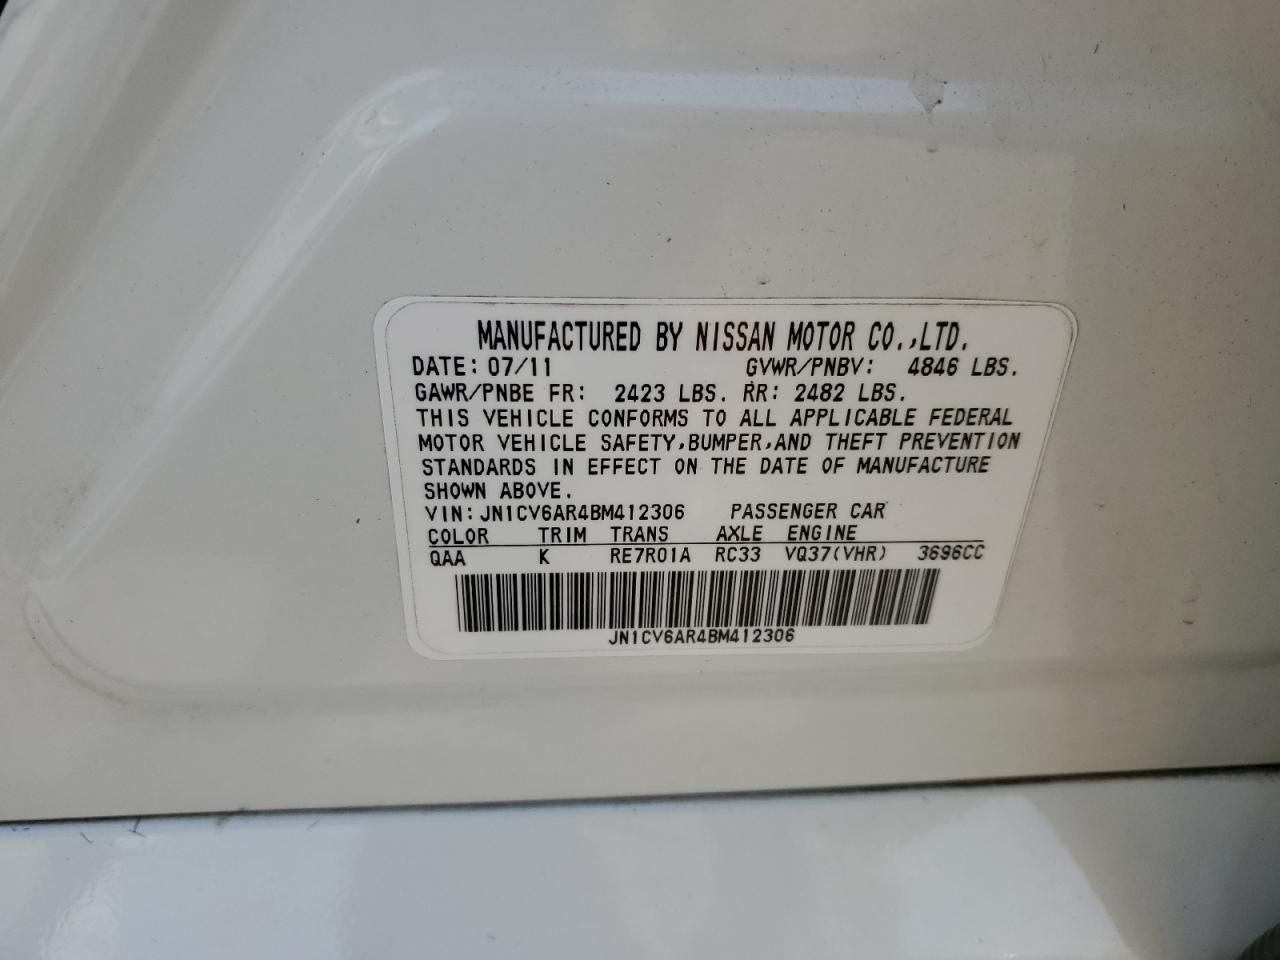 MANUFACTURED BY NISSAN MOTOR CO.,LTD.
DATE: 07/11 GVWR/PNBV: 4846 LBS.
GAWR/PNBE FR: 2423 LBS. RR: 2482 LBS.
THIS VEHICLE CONFORMS TO ALL APPLICABLE FEDERAL
MOTOR VEHICLE SAFETY,BUMPER,AND THEFT PREVENTION
STANDARDS IN EFFECT ON THE DATE OF MANUFACTURE
SHOWN ABOVE.
VIN: JN1CV6AR4BM412306 PASSENGER CAR
COLOR TRIM TRANS AXLE ENGINE
QAA K RE7R01A RC33 VQ37(VHR) 3696CC
JN1CV6AR4BM412306